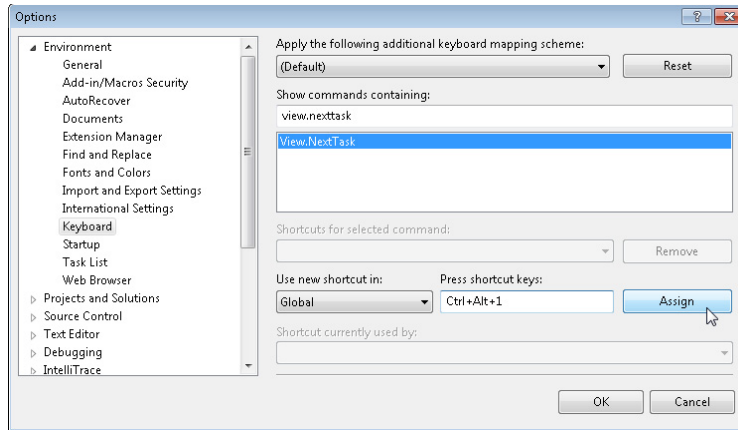 Options
Environment
General
Add-in/Macros Security
AutoRecover
Documents
Extension Manager
Find and Replace
Fonts and Colors
Import and Export Settings
International Settings
Keyboard
Startup
Task List
Web Browser
Projects and Solutions
Source Control
Text Editor
Debugging
IntelliTrace
Apply the following additional keyboard mapping scheme:
(Default)
Reset
Show commands containing:
view.nexttask
View.NextTask
Shortcuts for selected command:
Remove
Use new shortcut in:
Press shortcut keys:
Global
Ctrl+Alt+1
Assign
Shortcut currently used by:
OK
Cancel